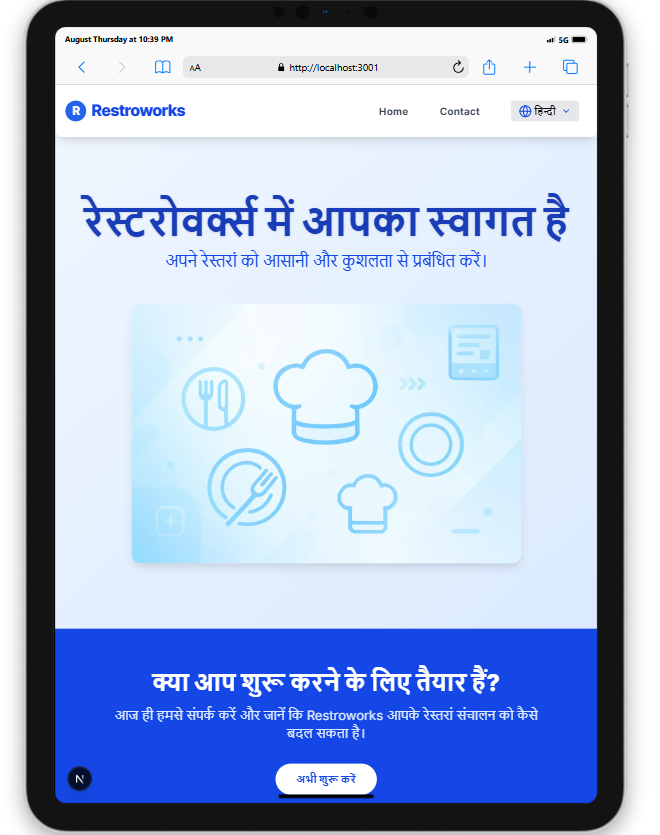 August Thursday at 10:39 PM
5G
AA
http://localhost:3001
R Restroworks
Home
Contact
हिन्दी
रेस्टरोवर्क्स में आपका स्वागत है
अपने रेस्तरां को आसानी और कुशलता से प्रबंधित करें।
क्या आप शुरू करने के लिए तैयार हैं?
आज ही हमसे संपर्क करें और जानें कि Restroworks आपके रेस्तरां संचालन को कैसे
बदल सकता है।
अभी शुरू करें
N